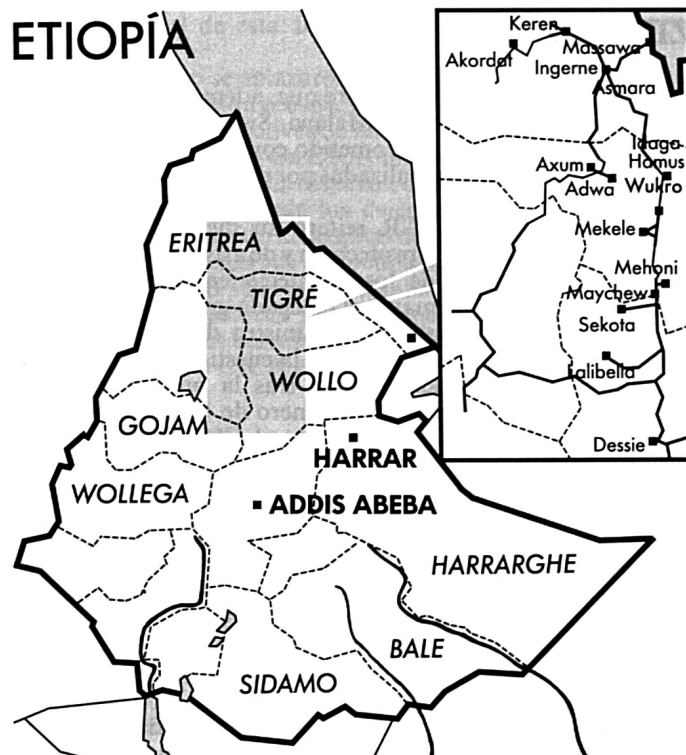 ETIOPÍA
ERITREA
TIGRÉ
WOLLO
GOJAM
HARRAR
WOLLEGA
ADDIS ABEBA
HARRARGHE
BALE
SIDAMO
Keren
Massawa
Akordat
Ingerne
Asmara
Idaga
Hamus
Axum
Adwa
Wukro
Mekele
Mehoni
Maychew
Sekota
Lalibella
Dessie